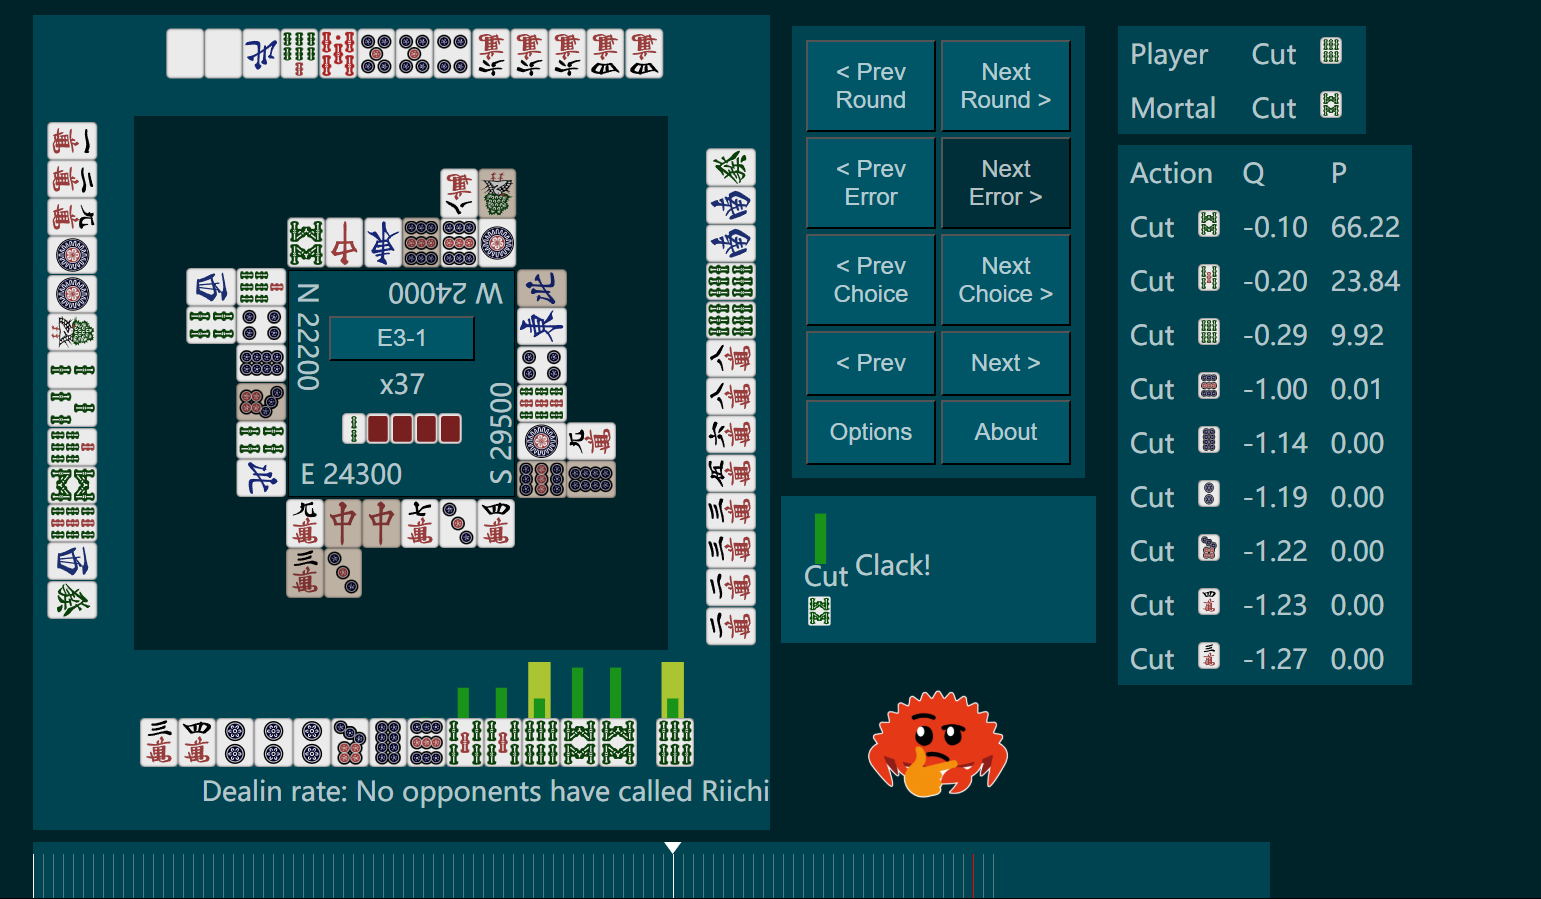 < Prev Round
Next Round >
< Prev Error
Next Error >
< Prev Choice
Next Choice >
< Prev
Next >
Options
About
Player Cut
Mortal Cut
Action Q P
Cut -0.10 66.22
Cut -0.20 23.84
Cut -0.29 9.92
Cut -1.00 0.01
Cut -1.14 0.00
Cut -1.19 0.00
Cut -1.22 0.00
Cut -1.23 0.00
Cut -1.27 0.00
W 24000
N 22200
E3-1
x37
S 29500
E 24300
Cut
Clack!
Dealin rate: No opponents have called Riichi